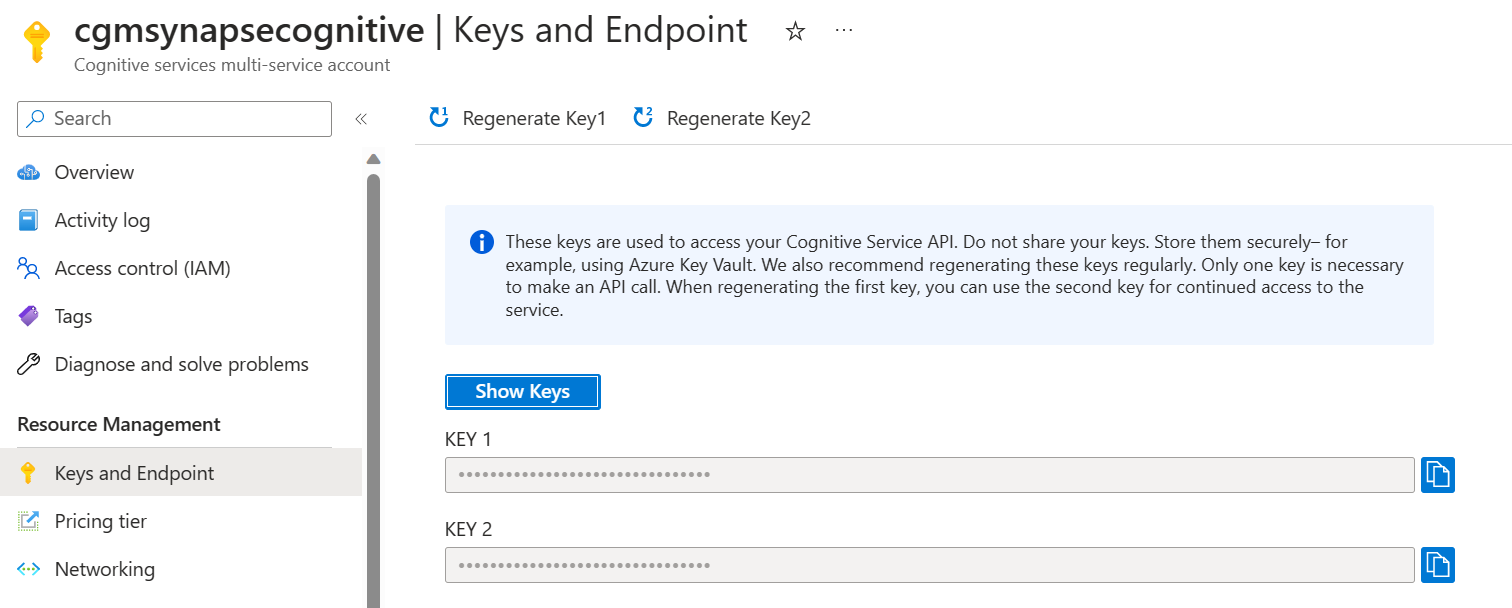 cgmsynapsecognitive | Keys and Endpoint
Cognitive services multi-service account
Search
Overview
Activity log
Access control (IAM)
Tags
Diagnose and solve problems
Resource Management
Keys and Endpoint
Pricing tier
Networking
1 Regenerate Key1 2 Regenerate Key2
These keys are used to access your Cognitive Service API. Do not share your keys. Store them securely– for
example, using Azure Key Vault. We also recommend regenerating these keys regularly. Only one key is necessary
to make an API call. When regenerating the first key, you can use the second key for continued access to the
service.
Show Keys
KEY 1
•••••••••••••••••••••••••••••••• 
KEY 2
••••••••••••••••••••••••••••••••